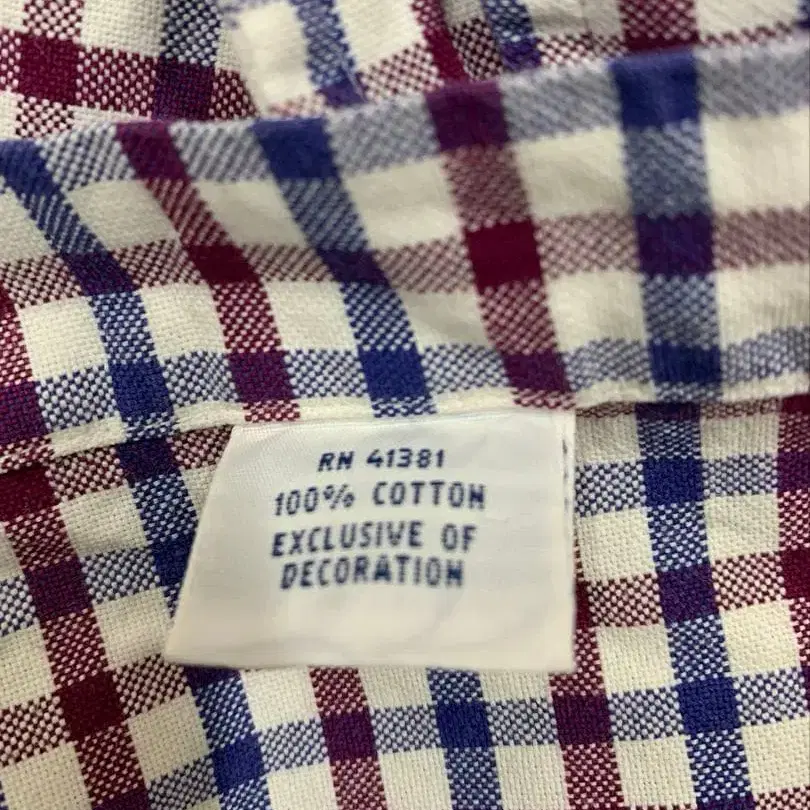 RN 41381
100% COTTON
EXCLUSIVE OF
DECORATION